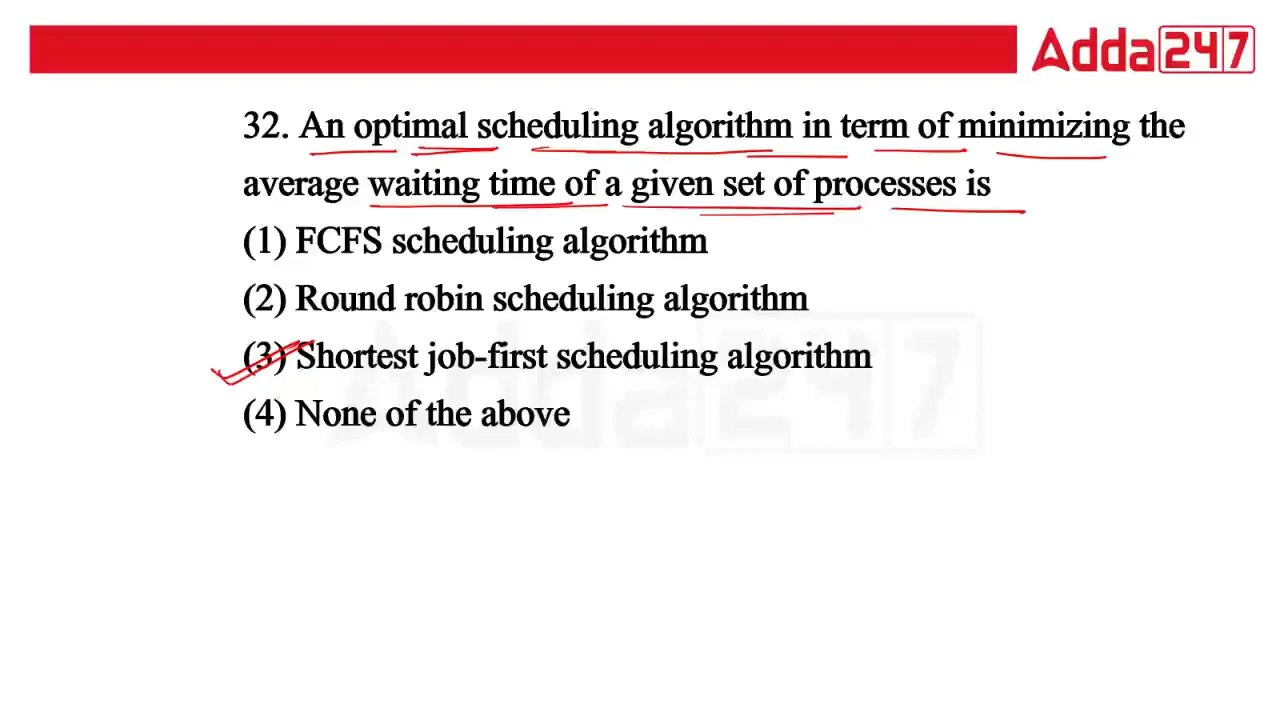 Adda247
32. An optimal scheduling algorithm in term of minimizing the
average waiting time of a given set of processes is
(1) FCFS scheduling algorithm
(2) Round robin scheduling algorithm
(3) Shortest job-first scheduling algorithm
(4) None of the above
Adda247